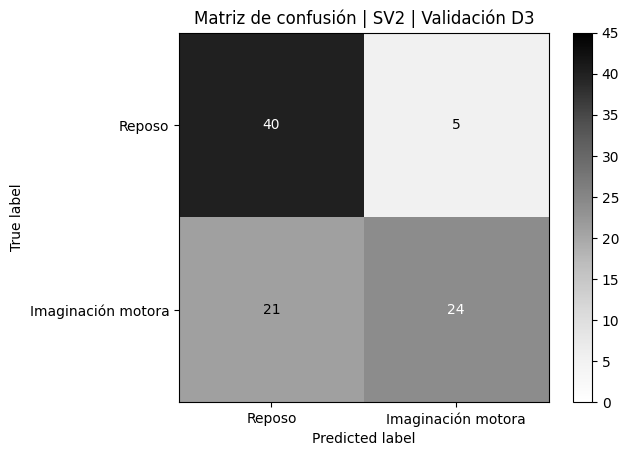 Matriz de confusión | SV2 | Validación D3
True label
Reposo
40
5
Imaginación motora
21
24
Reposo
Imaginación motora
Predicted label
45
40
35
30
25
20
15
10
5
0